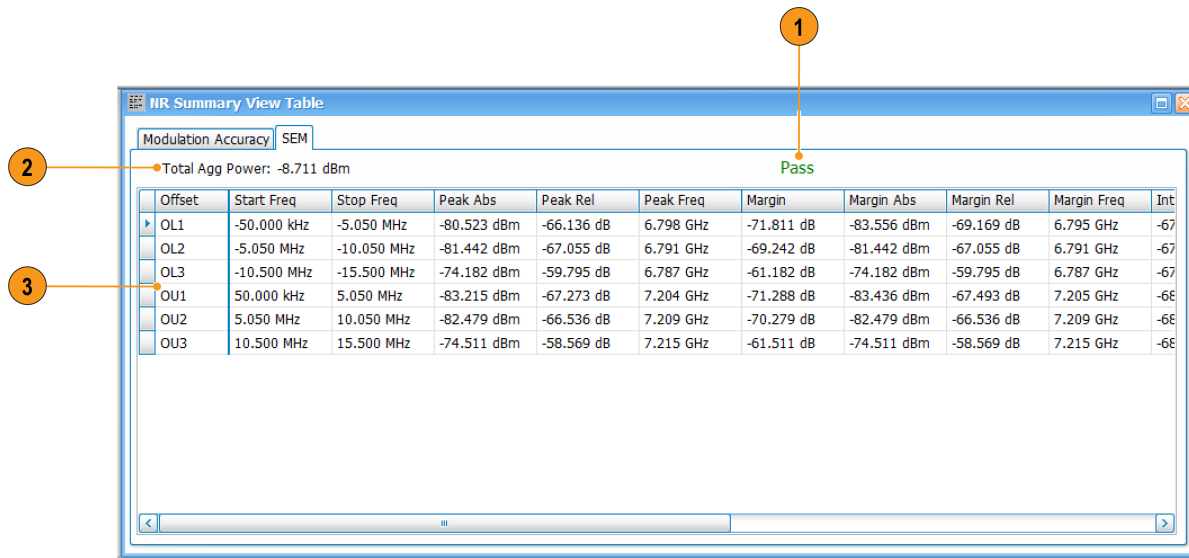 1
NR Summary View Table
Modulation Accuracy SEM
2
Total Agg Power: -8.711 dBm Pass
Offset Start Freq Stop Freq Peak Abs Peak Rel Peak Freq Margin Margin Abs Margin Rel Margin Freq Int
OL1 -50.000 kHz -5.050 MHz -80.523 dBm -66.136 dB 6.798 GHz -71.811 dB -83.556 dBm -69.169 dB 6.795 GHz -67
OL2 -5.050 MHz -10.050 MHz -81.442 dBm -67.055 dB 6.791 GHz -69.242 dB -81.442 dBm -67.055 dB 6.791 GHz -67
OL3 -10.500 MHz -15.500 MHz -74.182 dBm -59.795 dB 6.787 GHz -61.182 dB -74.182 dBm -59.795 dB 6.787 GHz -67
3
OU1 50.000 kHz 5.050 MHz -83.215 dBm -67.273 dB 7.204 GHz -71.288 dB -83.436 dBm -67.493 dB 7.205 GHz -68
OU2 5.050 MHz 10.050 MHz -82.479 dBm -66.536 dB 7.209 GHz -70.279 dB -82.479 dBm -66.536 dB 7.209 GHz -68
OU3 10.500 MHz 15.500 MHz -74.511 dBm -58.569 dB 7.215 GHz -61.511 dB -74.511 dBm -58.569 dB 7.215 GHz -68